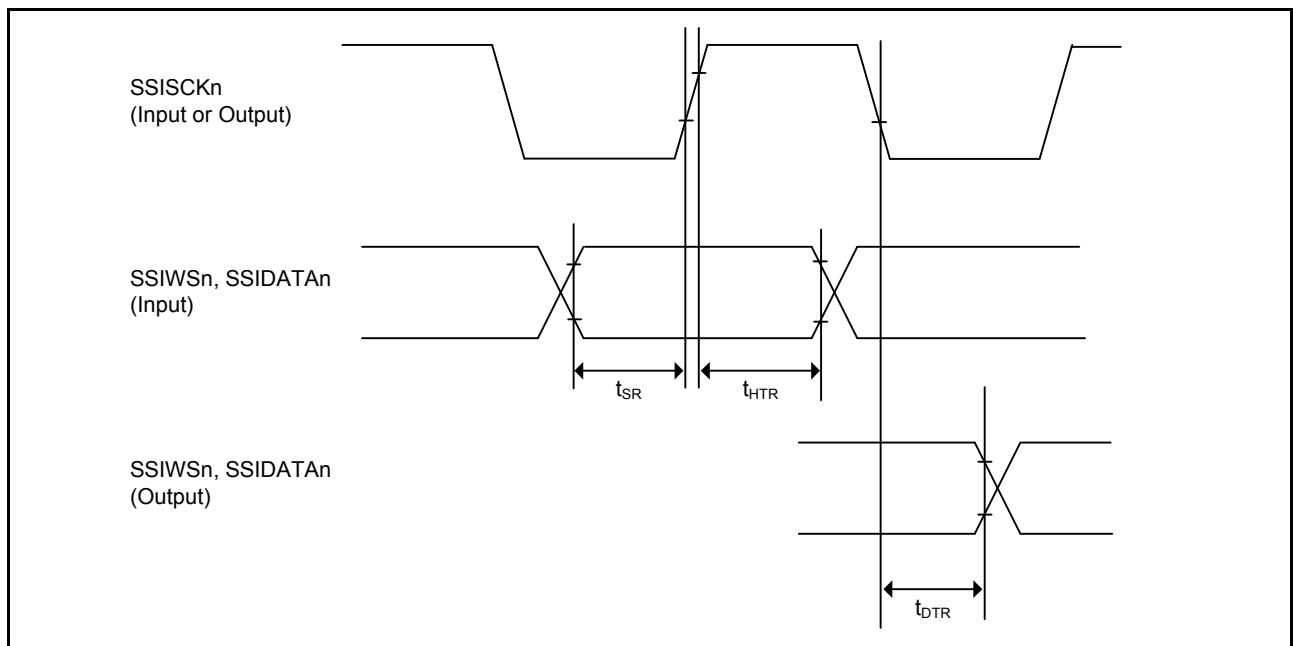 SSISCKn
(Input or Output)
SSIWSn, SSIDATAn
(Input)
tSR
tHTR
SSIWSn, SSIDATAn
(Output)
tDTR